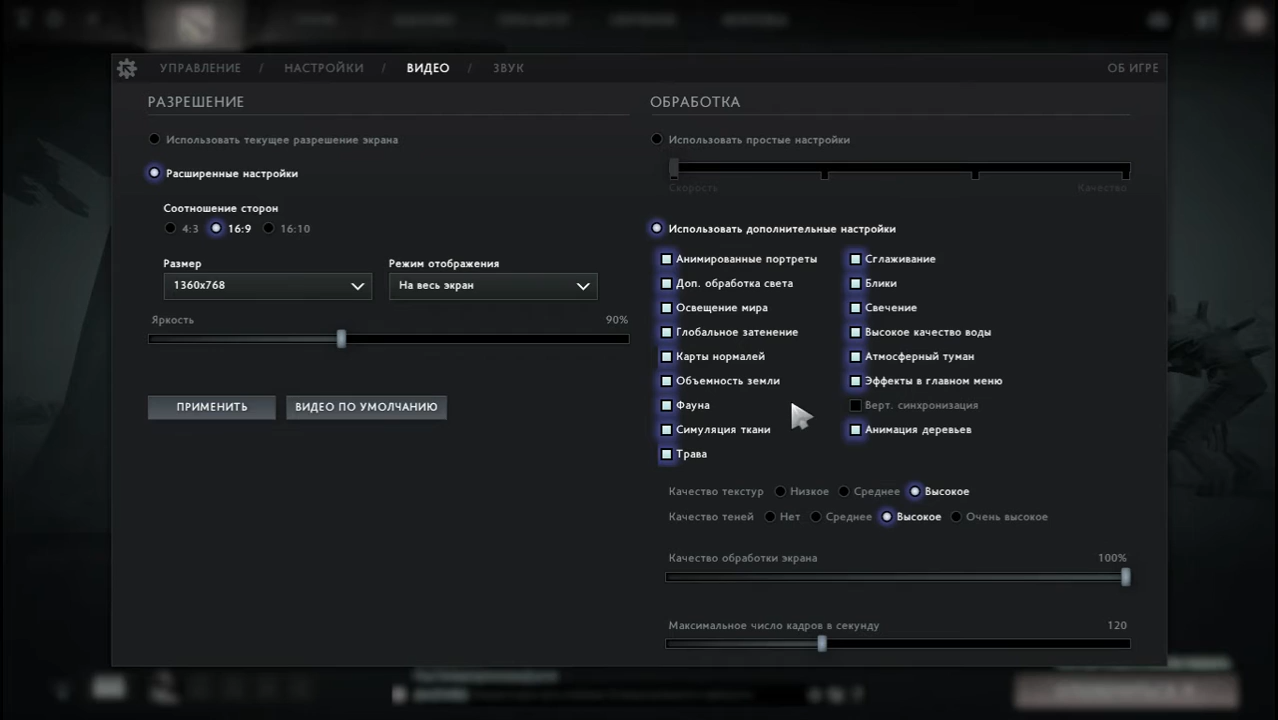 УПРАВЛЕНИЕ / НАСТРОЙКИ / ВИДЕО / ЗВУК
ОБ ИГРЕ
РАЗРЕШЕНИЕ
Использовать текущее разрешение экрана
Расширенные настройки
Соотношение сторон
4:3 16:9 16:10
Размер
Режим отображения
1360x768
На весь экран
Яркость
90%
ПРИМЕНИТЬ
ВИДЕО ПО УМОЛЧАНИЮ
ОБРАБОТКА
Использовать простые настройки
Скорость
Качество
Использовать дополнительные настройки
Анимированные портреты
Доп. обработка света
Освещение мира
Глобальное затенение
Карты нормалей
Объемность земли
Фауна
Симуляция ткани
Трава
Сглаживание
Блики
Свечение
Высокое качество воды
Атмосферный туман
Эффекты в главном меню
Верт. синхронизация
Анимация деревьев
Качество текстур Низкое Среднее Высокое
Качество теней Нет Среднее Высокое Очень высокое
Качество обработки экрана 100%
Максимальное число кадров в секунду 120